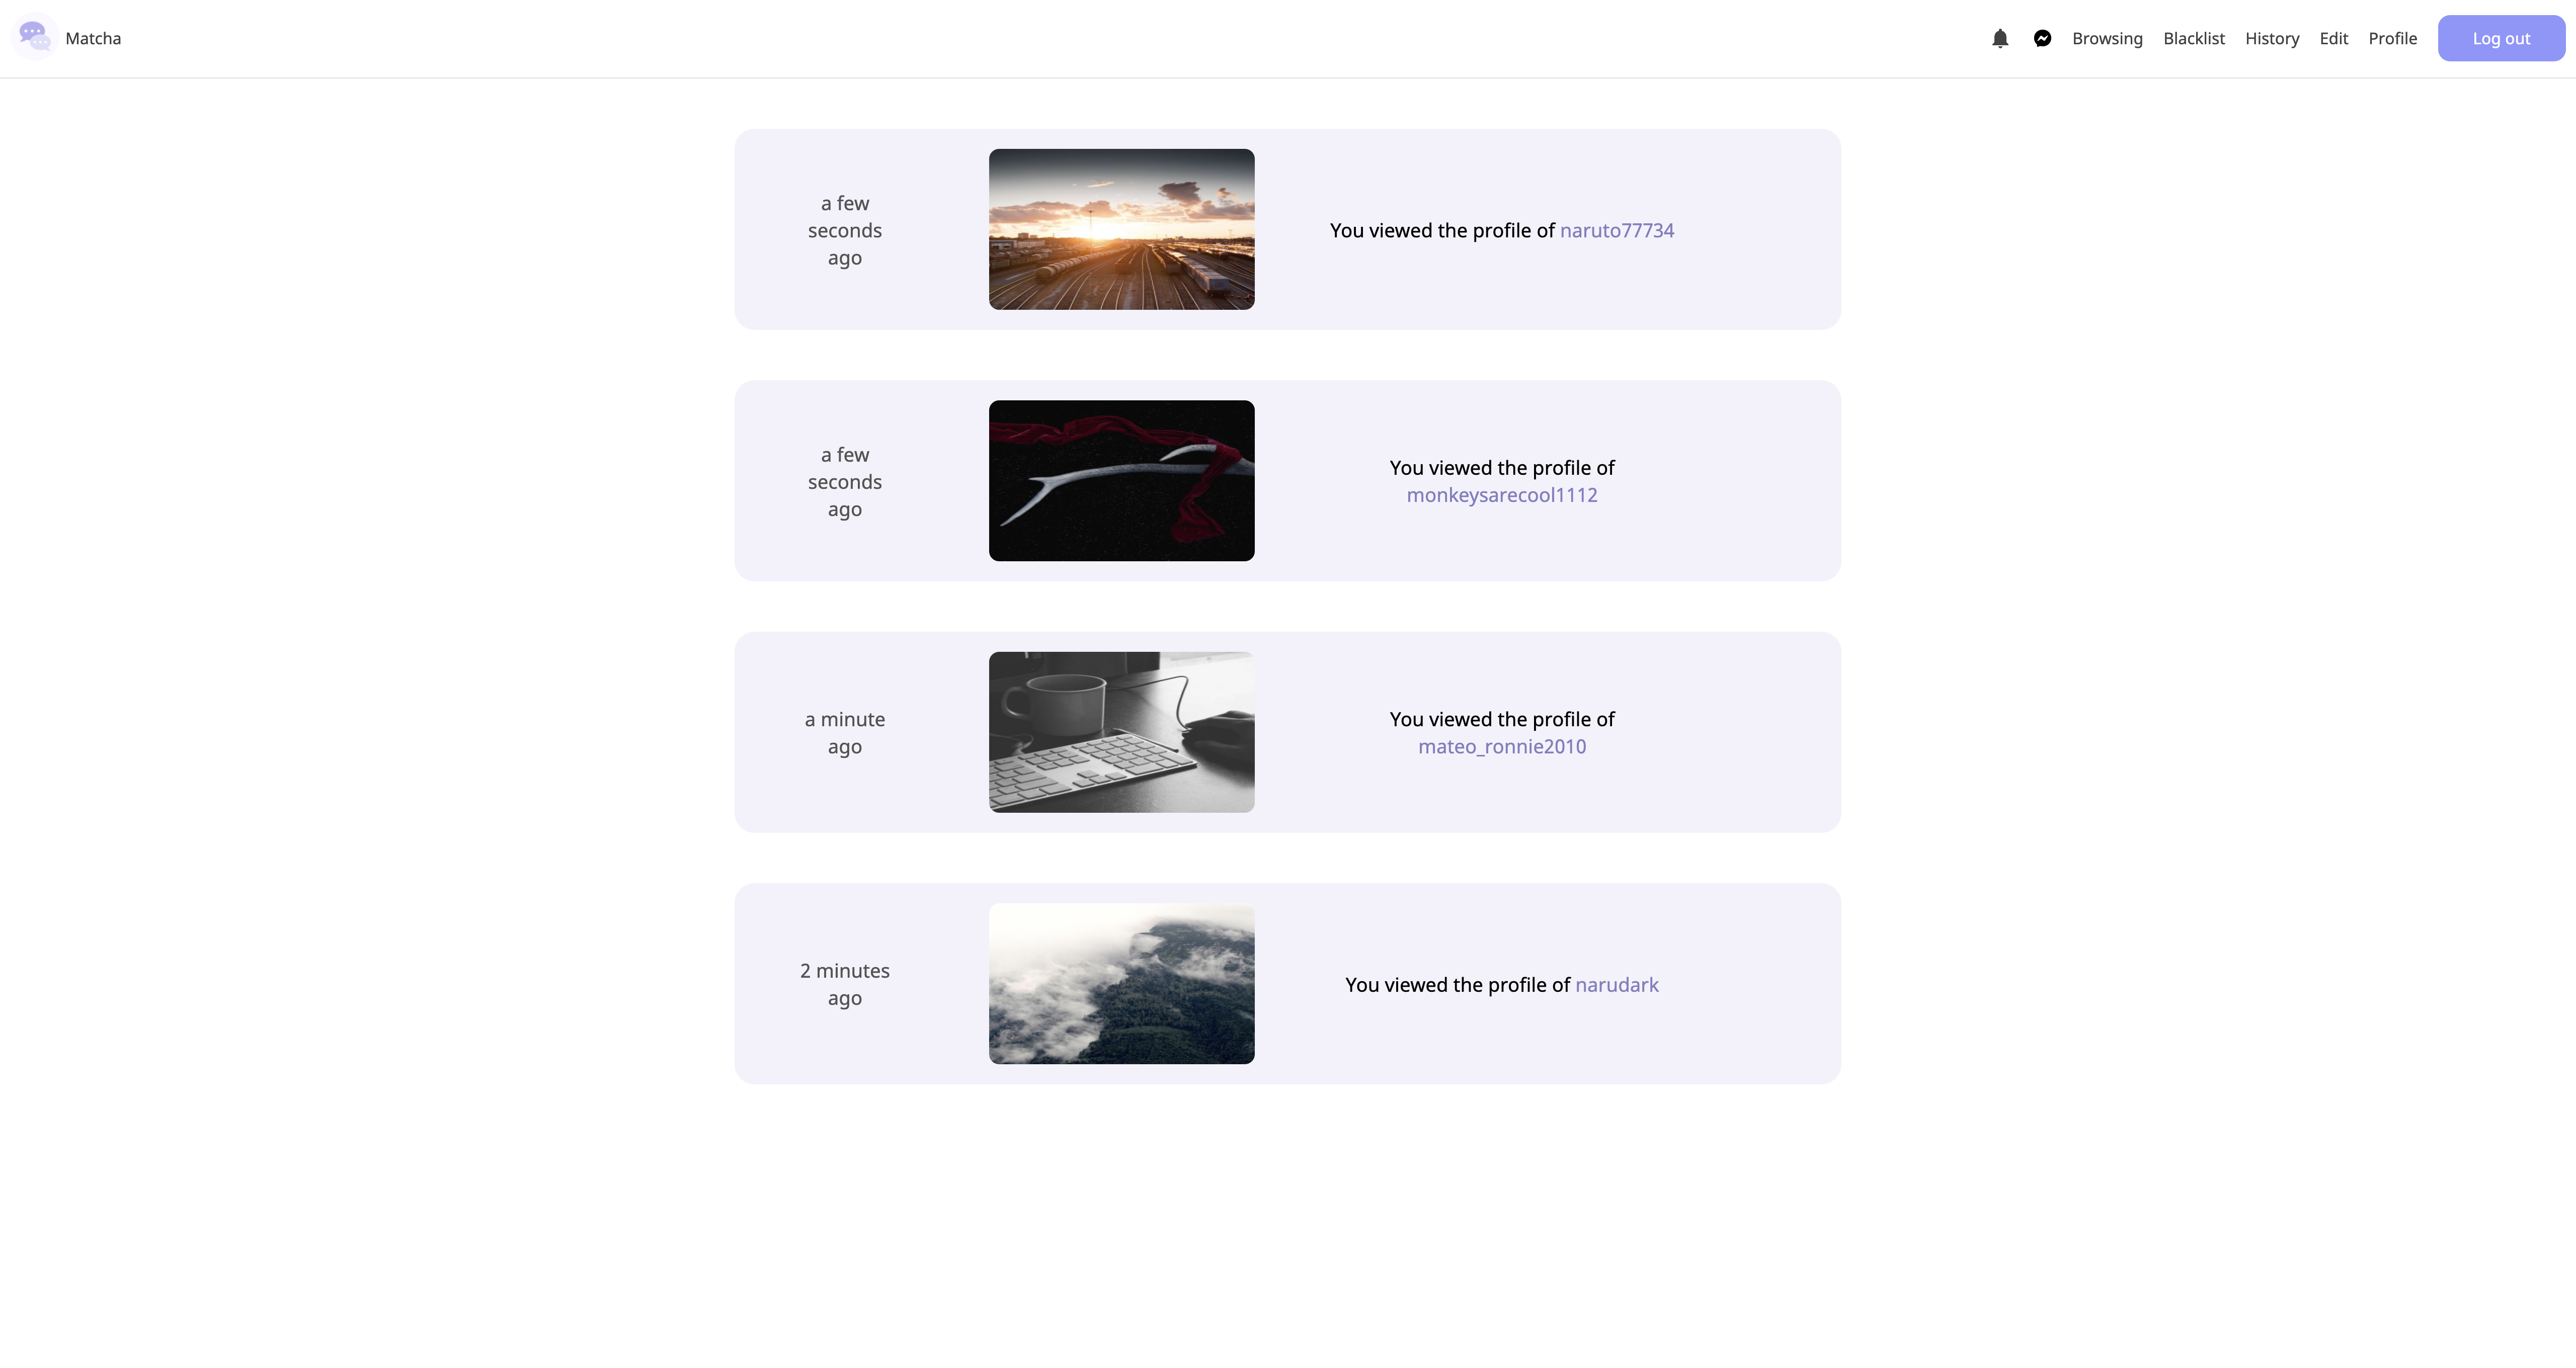 Matcha
Browsing Blacklist History Edit Profile Log out
a few
seconds
ago
You viewed the profile of naruto77734
a few
seconds
ago
You viewed the profile of
monkeysarecool1112
a minute
ago
You viewed the profile of
mateo_ronnie2010
2 minutes
ago
You viewed the profile of narudark